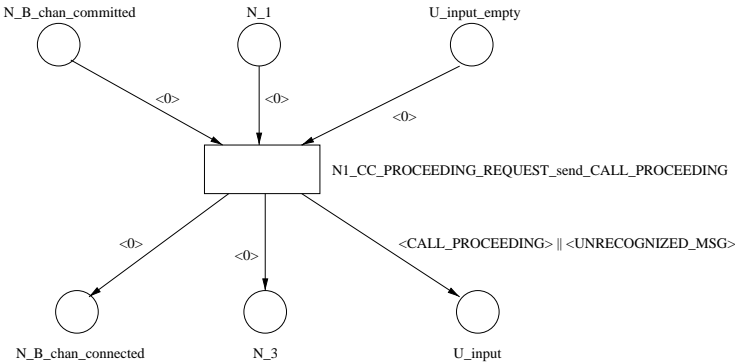 N_B_chan_committed
N_1
U_input_empty
<0>
<0>
<0>
N1_CC_PROCEEDING_REQUEST_send_CALL_PROCEEDING
<0>
<0>
<CALL_PROCEEDING> || <UNRECOGNIZED_MSG>
N_B_chan_connected
N_3
U_input